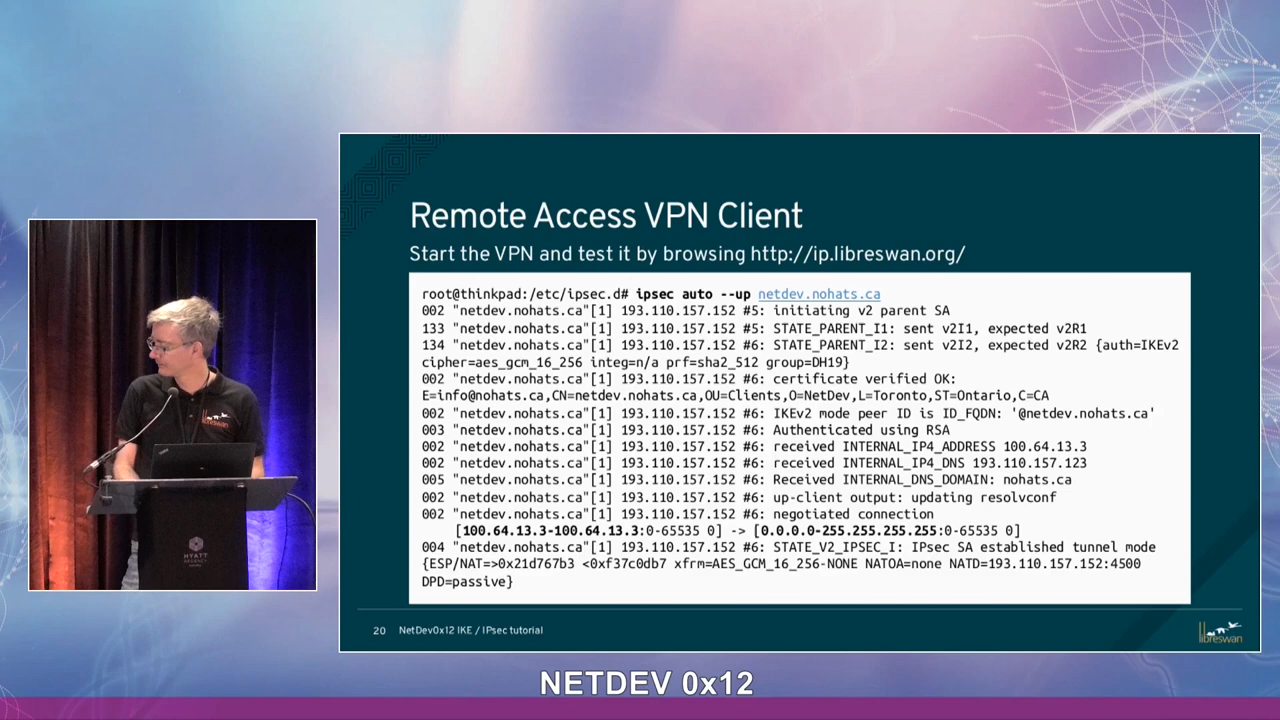 Remote Access VPN Client
Start the VPN and test it by browsing http://ip.libreswan.org/
root@thinkpad:/etc/ipsec.d# ipsec auto --up netdev.nohats.ca
002 "netdev.nohats.ca"[1] 193.110.157.152 #5: initiating v2 parent SA
133 "netdev.nohats.ca"[1] 193.110.157.152 #5: STATE_PARENT_I1: sent v2I1, expected v2R1
134 "netdev.nohats.ca"[1] 193.110.157.152 #6: STATE_PARENT_I2: sent v2I2, expected v2R2 {auth=IKEv2
cipher=aes_gcm_16_256 integ=n/a prf=sha2_512 group=DH19}
002 "netdev.nohats.ca"[1] 193.110.157.152 #6: certificate verified OK:
E=info@nohats.ca,CN=netdev.nohats.ca,OU=Clients,O=NetDev,L=Toronto,ST=Ontario,C=CA
002 "netdev.nohats.ca"[1] 193.110.157.152 #6: IKEv2 mode peer ID is ID_FQDN: '@netdev.nohats.ca'
003 "netdev.nohats.ca"[1] 193.110.157.152 #6: Authenticated using RSA
002 "netdev.nohats.ca"[1] 193.110.157.152 #6: received INTERNAL_IP4_ADDRESS 100.64.13.3
002 "netdev.nohats.ca"[1] 193.110.157.152 #6: received INTERNAL_IP4_DNS 193.110.157.123
005 "netdev.nohats.ca"[1] 193.110.157.152 #6: Received INTERNAL_DNS_DOMAIN: nohats.ca
002 "netdev.nohats.ca"[1] 193.110.157.152 #6: up-client output: updating resolvconf
002 "netdev.nohats.ca"[1] 193.110.157.152 #6: negotiated connection
[100.64.13.3-100.64.13.3:0-65535 0] -> [0.0.0.0-255.255.255.255:0-65535 0]
004 "netdev.nohats.ca"[1] 193.110.157.152 #6: STATE_V2_IPSEC_I: IPsec SA established tunnel mode
{ESP/NAT=>0x21d767b3 <0xf37c0db7 xfrm=AES_GCM_16_256-NONE NATOA=none NATD=193.110.157.152:4500
DPD=passive}
20 NetDev0x12 IKE / IPsec tutorial
libreswan
libreswan
HYATT
REGENCY
NETDEV 0x12